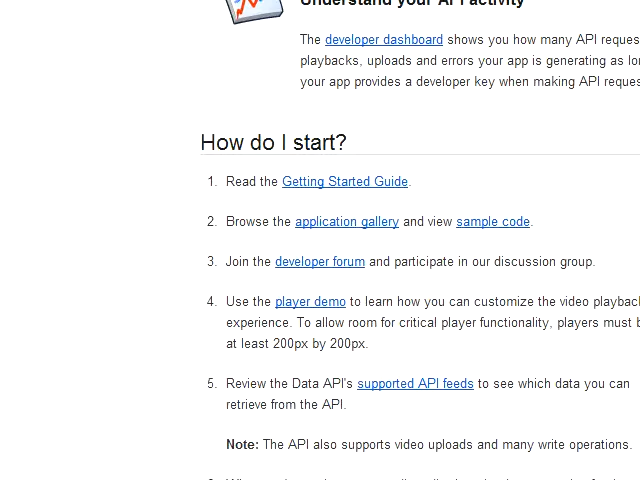 Understand your API activity
The developer dashboard shows you how many API
playbacks, uploads and errors your app is generating as
your app provides a developer key when making API
How do I start?
1. Read the Getting Started Guide.
2. Browse the application gallery and view sample code.
3. Join the developer forum and participate in our discussion group.
4. Use the player demo to learn how you can customize the video
experience. To allow room for critical player functionality, players must
at least 200px by 200px.
5. Review the Data API's supported API feeds to see which data you can
retrieve from the API.
Note: The API also supports video uploads and many write operations.